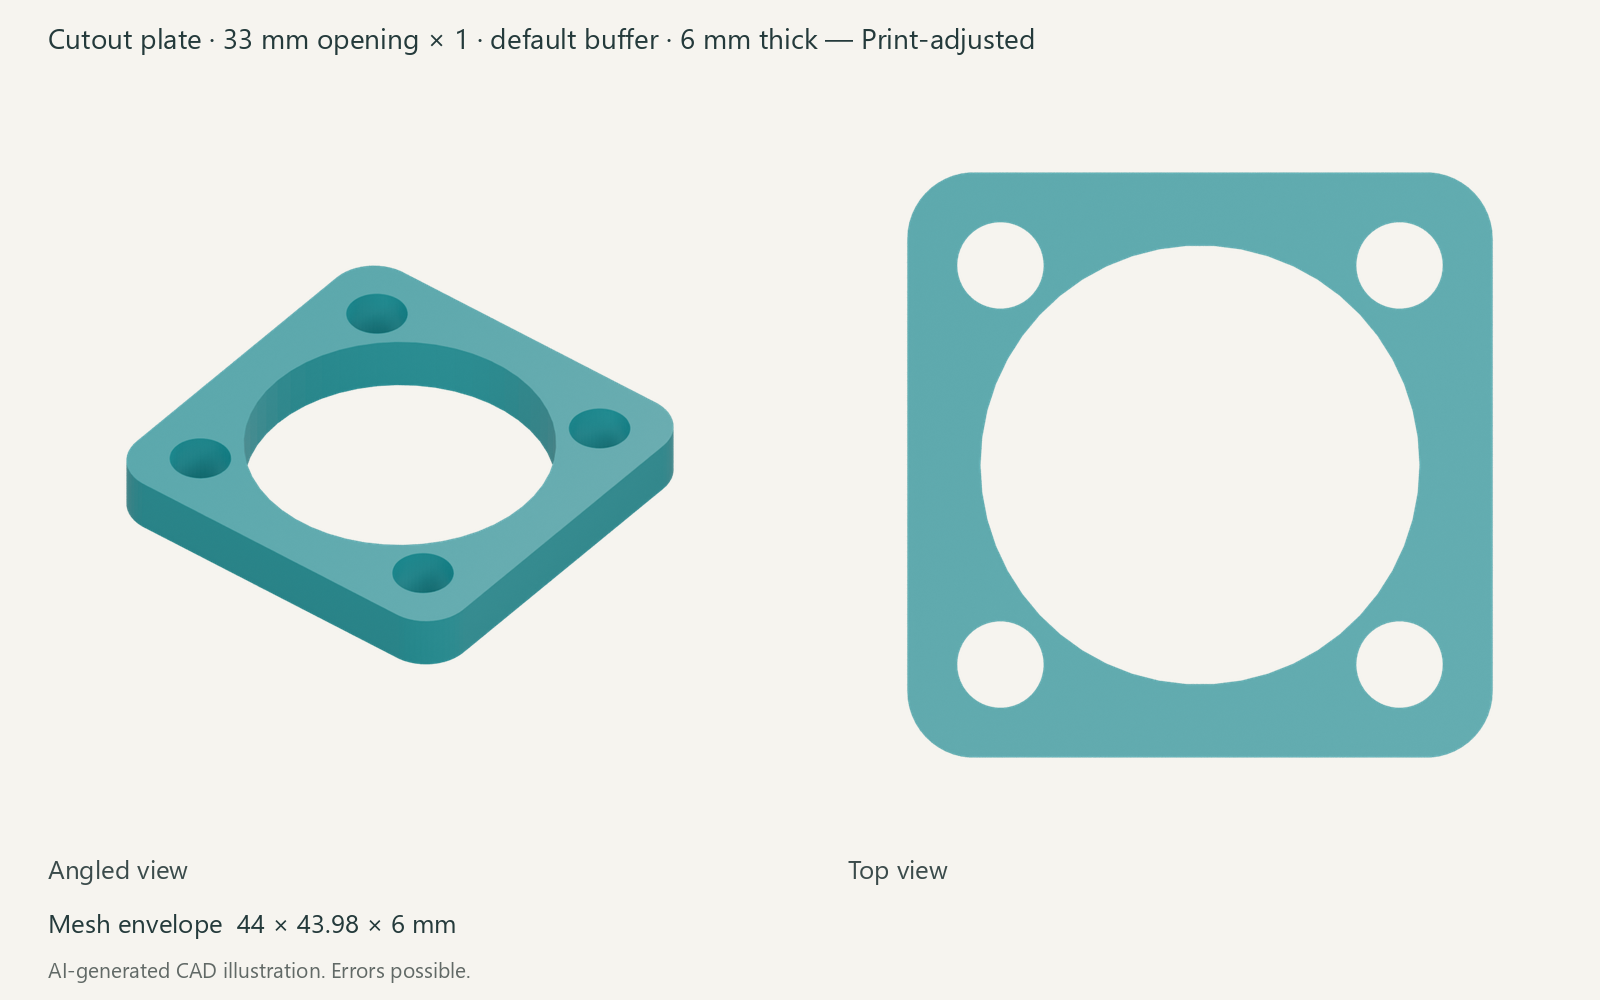 Cutout plate · 33 mm opening × 1 · default buffer · 6 mm thick — Print-adjusted
Angled view
Top view
Mesh envelope 44 × 43.98 × 6 mm
AI-generated CAD illustration. Errors possible.